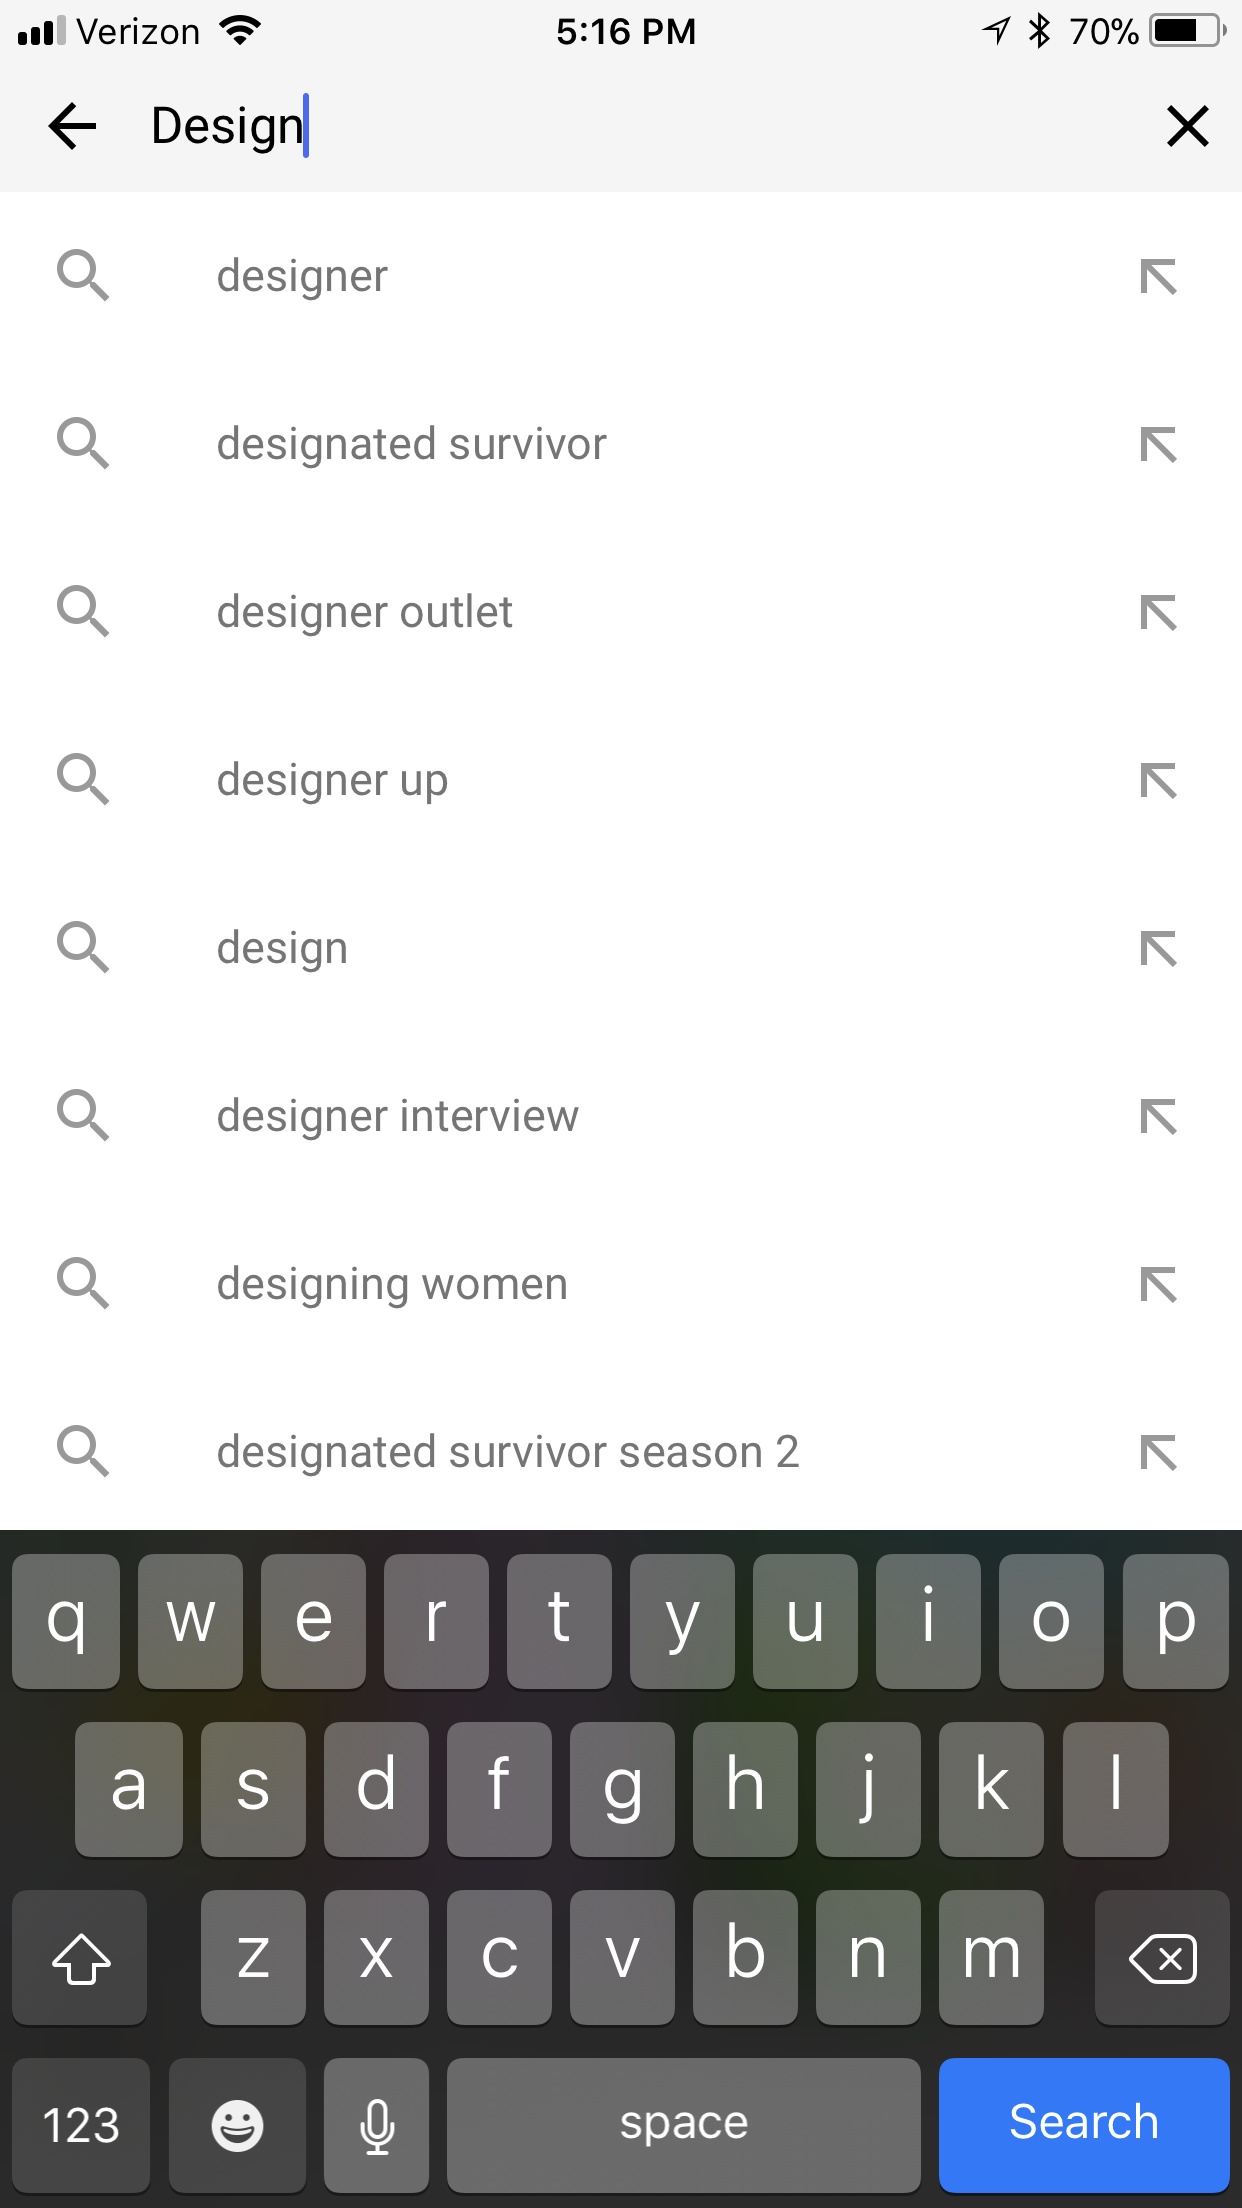 Verizon 5:16 PM 70%
Design
designer
designated survivor
designer outlet
designer up
design
designer interview
designing women
designated survivor season 2
q w e r t y u i o p
a s d f g h j k l
z x c v b n m
123 space Search